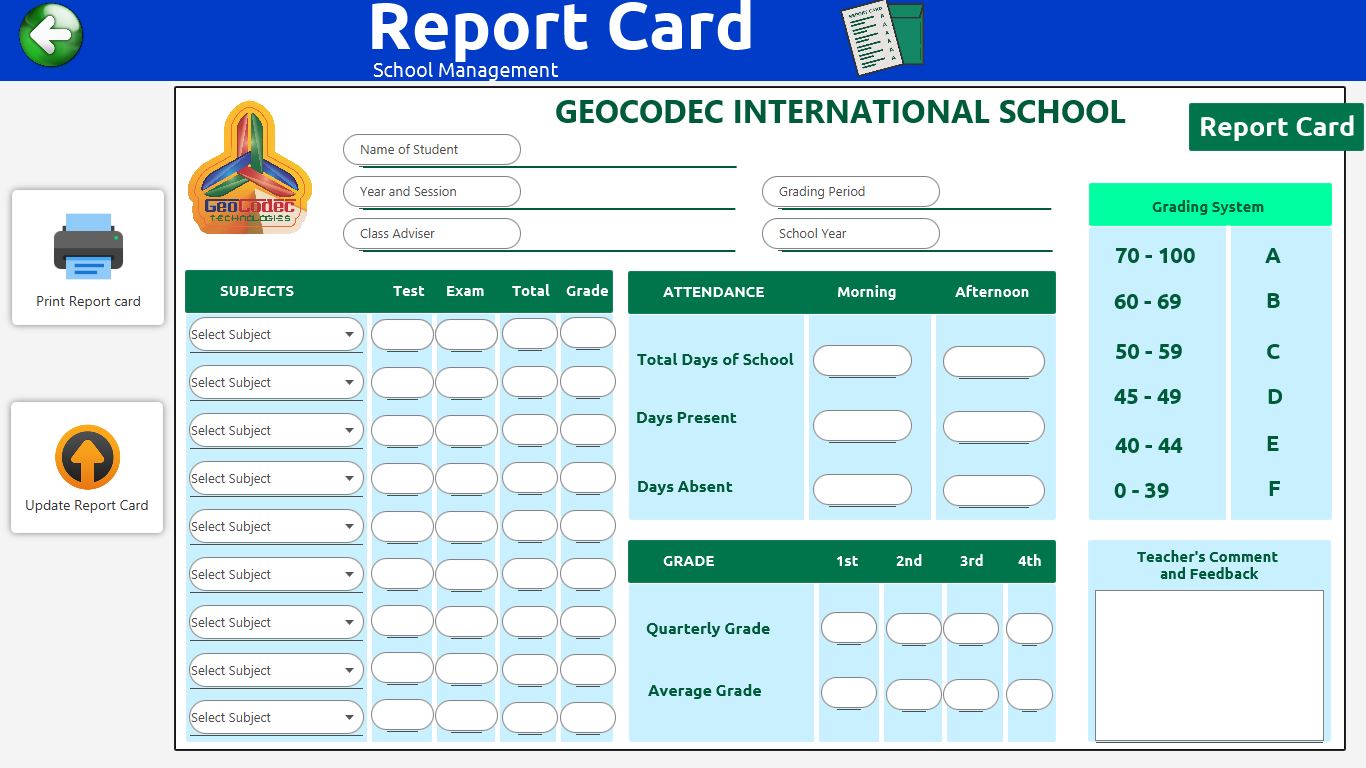 Report Card
School Management
REPORT CARD
A
A
A
A
A
GEOCODEC INTERNATIONAL SCHOOL
Report Card
GeoCodec
TECHNOLOGIES
Name of Student
Year and Session
Grading Period
Class Adviser
School Year
Print Report card
Update Report Card
SUBJECTS Test Exam Total Grade
Select Subject
Select Subject
Select Subject
Select Subject
Select Subject
Select Subject
Select Subject
Select Subject
Select Subject
ATTENDANCE Morning Afternoon
Total Days of School
Days Present
Days Absent
GRADE 1st 2nd 3rd 4th
Quarterly Grade
Average Grade
Grading System
70 - 100 A
60 - 69 B
50 - 59 C
45 - 49 D
40 - 44 E
0 - 39 F
Teacher's Comment
and Feedback